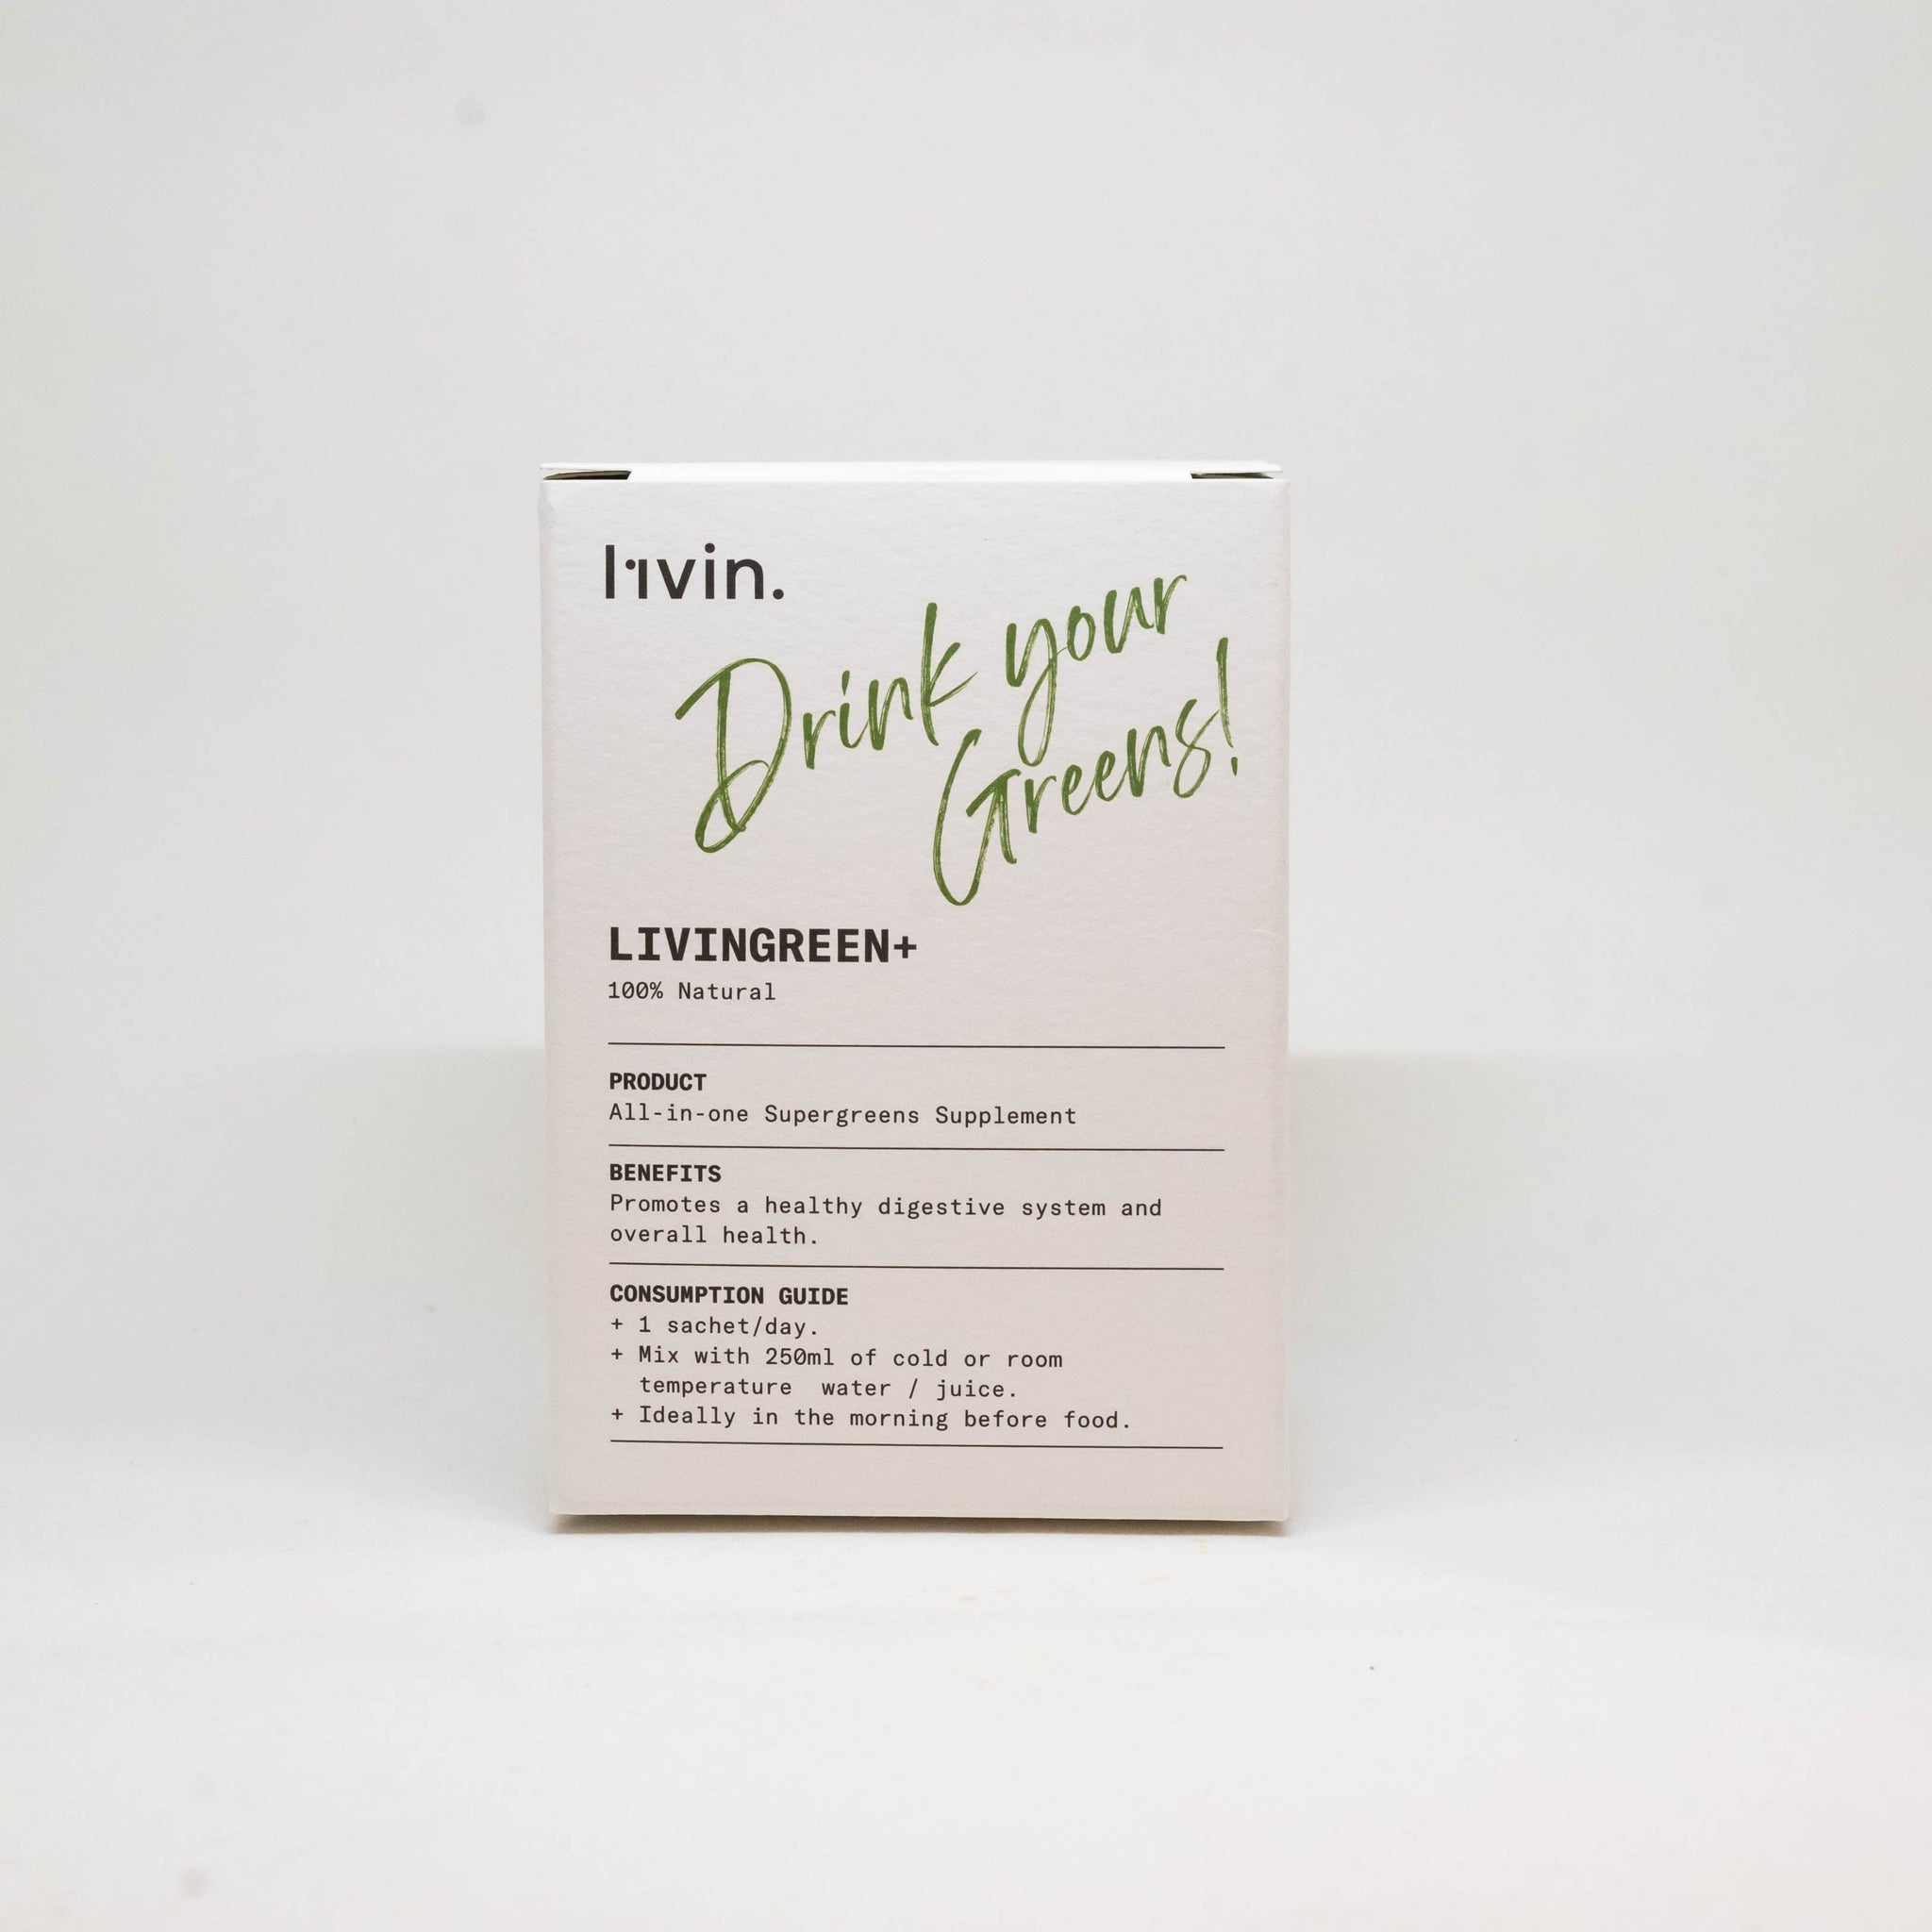 livin.
Drink your
Greens!
LIVINGREEN+
100% Natural
PRODUCT
All-in-one Supergreens Supplement
BENEFITS
Promotes a healthy digestive system and
overall health.
CONSUMPTION GUIDE
+ 1 sachet/day.
+ Mix with 250ml of cold or room
temperature  water / juice.
+ Ideally in the morning before food.